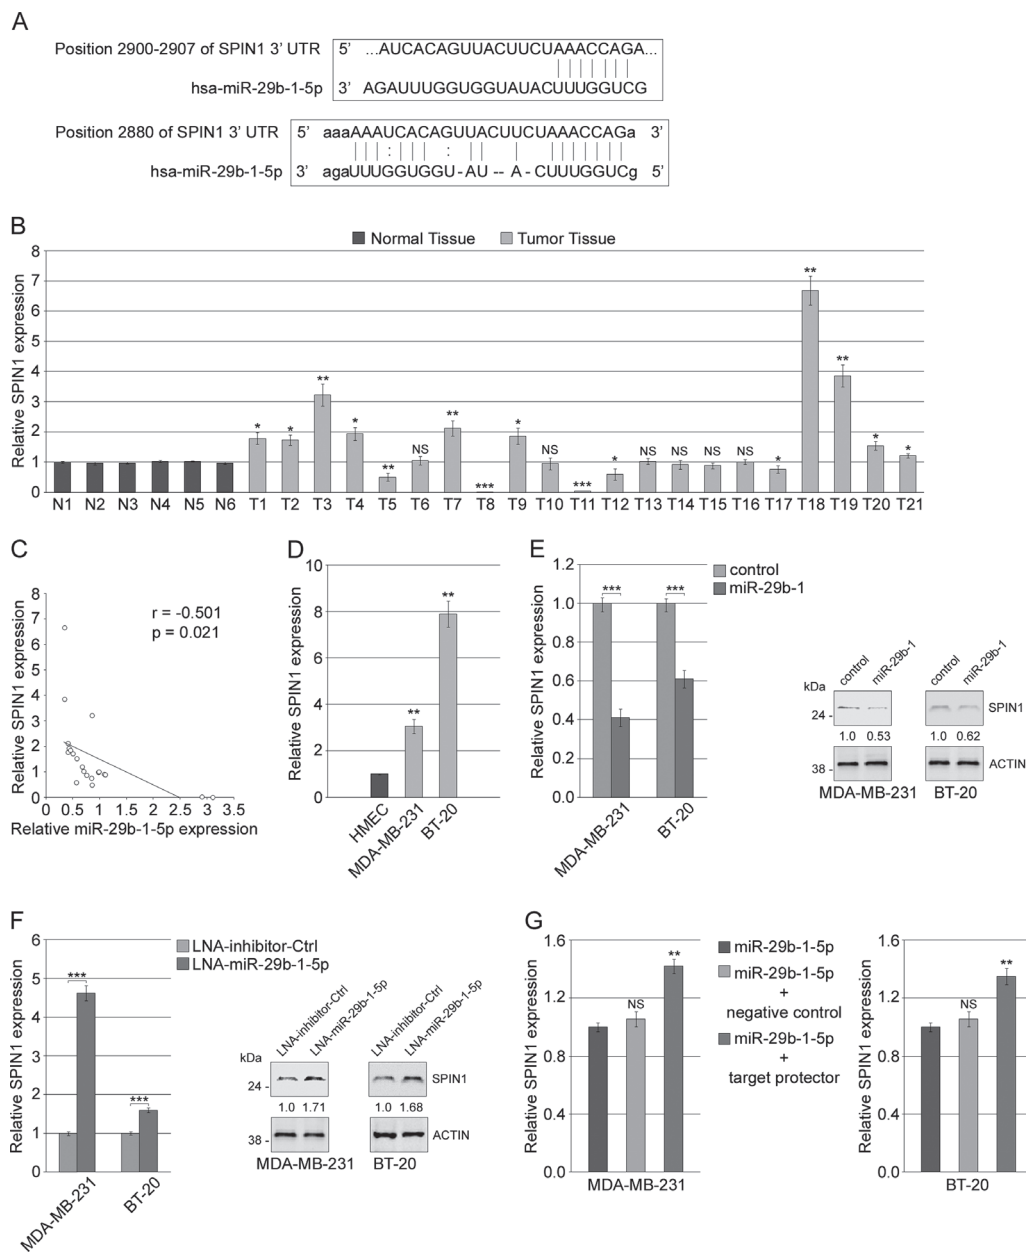 A
Position 2900-2907 of SPIN1 3' UTR 5' ...AUCACAGUUACUUCUAAACCAGA...
hsa-miR-29b-1-5p 3' AGAUUUGGUGGUAUACUUUGGUCG
Position 2880 of SPIN1 3' UTR 5' aaaAAAUCACAGUUACUUCUAAACCAGa 3'
hsa-miR-29b-1-5p 3' agaUUUGGUGGU-AU -- A-CUUUGGUCg 5'
B
Normal Tissue Tumor Tissue
Relative SPIN1 expression
8
7
6
5
4
3
2
1
0
* * ** * ** NS ** *** * NS *** * NS NS NS NS * ** ** * *
N1 N2 N3 N4 N5 N6 T1 T2 T3 T4 T5 T6 T7 T8 T9 T10 T11 T12 T13 T14 T15 T16 T17 T18 T19 T20 T21
C
Relative SPIN1 expression
8
7
6
5
4
3
2
1
0
r = -0.501
p = 0.021
0 0.5 1 1.5 2 2.5 3 3.5
Relative miR-29b-1-5p expression
D
Relative SPIN1 expression
10
8
6
4
2
0
** **
HMEC
MDA-MB-231
BT-20
E
Relative SPIN1 expression
1.2
1.0
0.8
0.6
0.4
0.2
0.0
*** ***
control
miR-29b-1
MDA-MB-231
BT-20
control miR-29b-1 control miR-29b-1
kDa
24 - SPIN1
1.0 0.53 1.0 0.62
38 - ACTIN
MDA-MB-231 BT-20
F
Relative SPIN1 expression
6
5
4
3
2
1
0
*** ***
LNA-inhibitor-Ctrl
LNA-miR-29b-1-5p
MDA-MB-231
BT-20
LNA-inhibitor-Ctrl LNA-miR-29b-1-5p LNA-inhibitor-Ctrl LNA-miR-29b-1-5p
kDa
24 - SPIN1
1.0 1.71 1.0 1.68
38 - ACTIN
MDA-MB-231 BT-20
G
Relative SPIN1 expression
1.6
1.2
0.8
0.4
0.0
NS **
MDA-MB-231
miR-29b-1-5p
miR-29b-1-5p
+
negative control
miR-29b-1-5p
+
target protector
Relative SPIN1 expression
1.6
1.2
0.8
0.4
0.0
NS **
BT-20